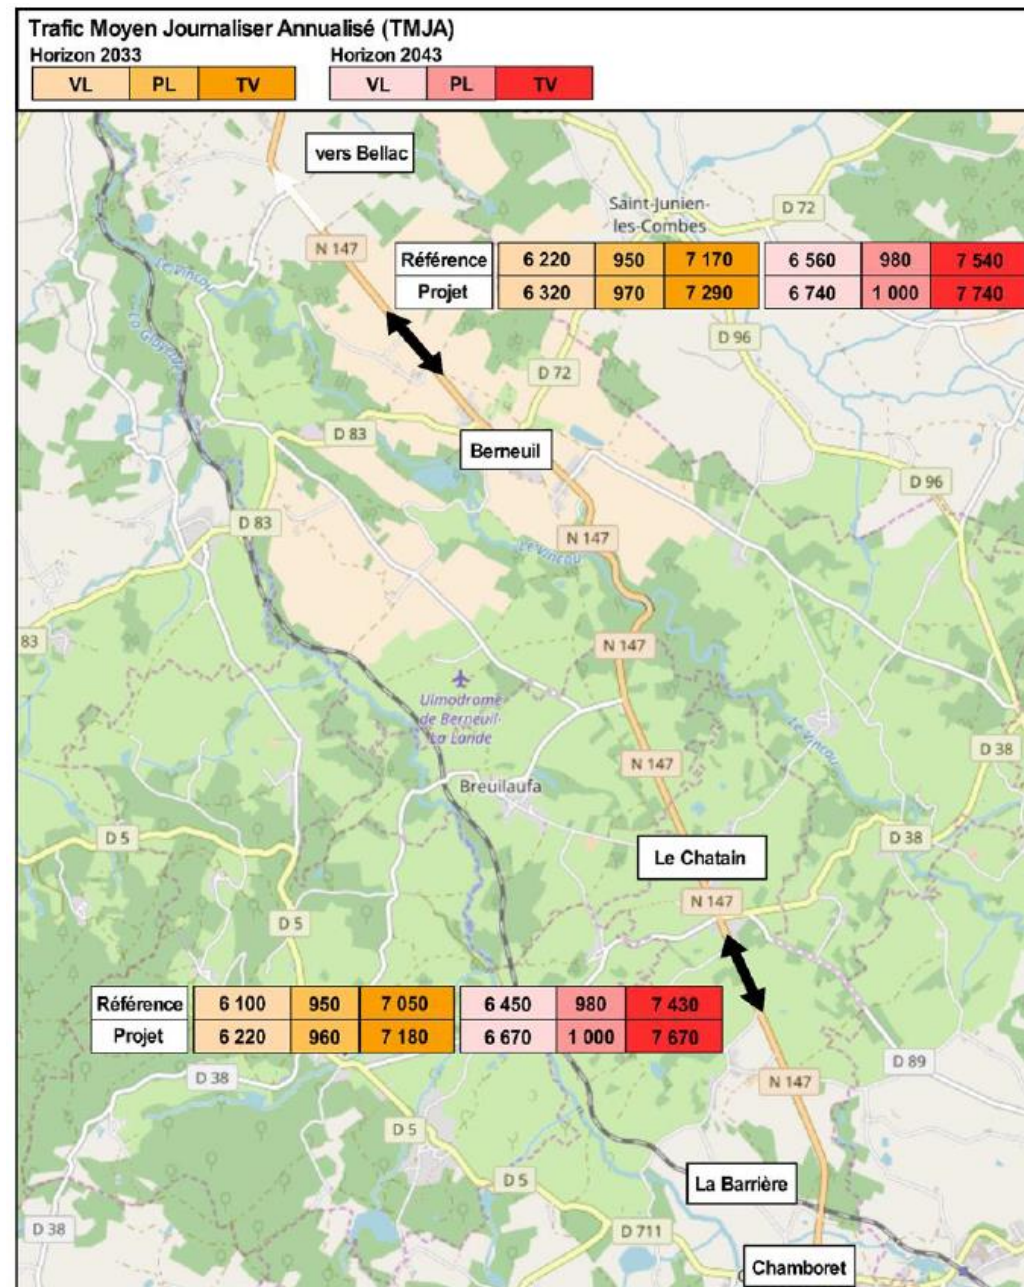 Trafic Moyen Journaliser Annualisé (TMJA)
Horizon 2033 Horizon 2043
VL PL TV VL PL TV
vers Bellac
Saint-Junien-
les-Combes
D 72
N 147
Le Vincou
Référence 6 220 950 7 170 6 560 980 7 540
Projet 6 320 970 7 290 6 740 1 000 7 740
D 96
D 72
D 83
Berneuil
D 96
D 83
N 147
Le Vincou
83
N 147
Ulmodrome
de Berneuil-
La Lande
Le Vincou
N 147
D 38
Breuilaufa
D 5
D 38
Le Chatain
N 147
D 5
Référence 6 100 950 7 050 6 450 980 7 430
Projet 6 220 960 7 180 6 670 1 000 7 670
D 89
D 38
N 147
D 5
D 5
La Barrière
D 38
D 711
Chamboret